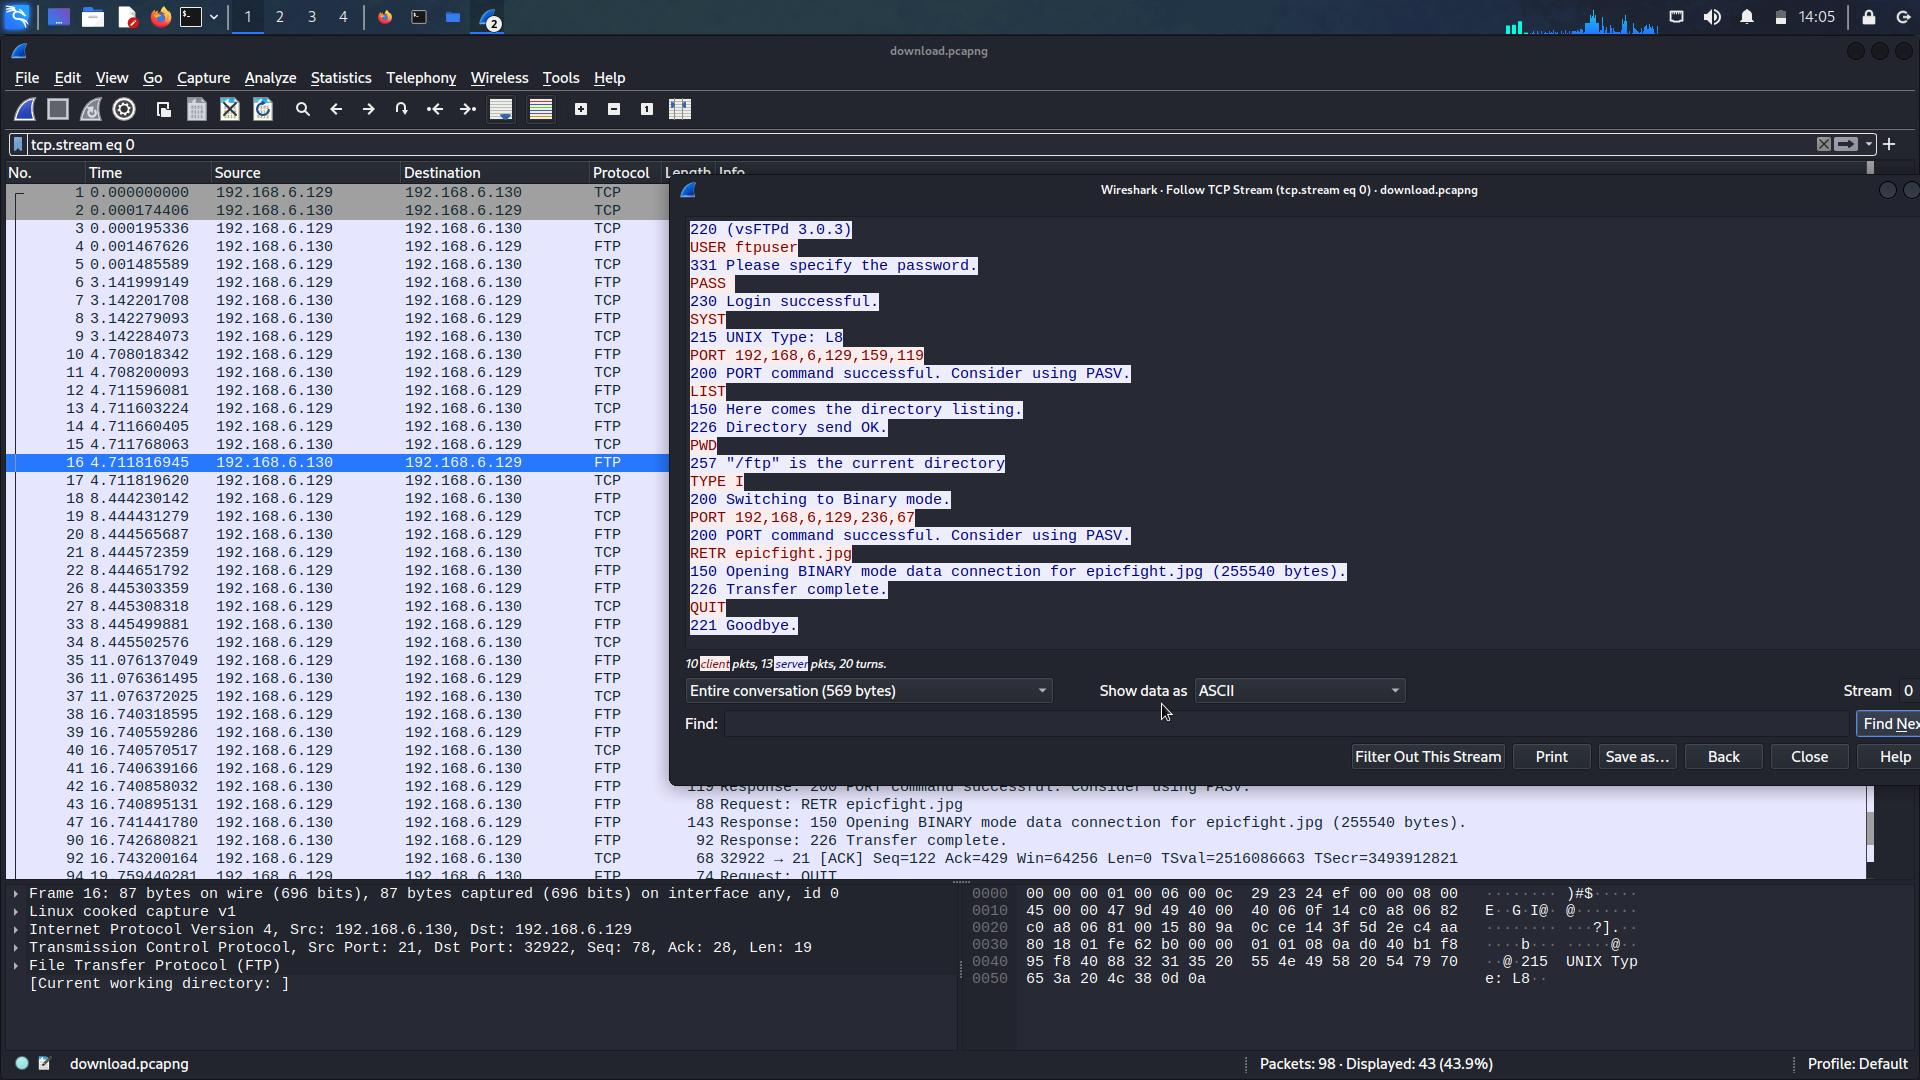 1 2 3 4 2 14:05
download.pcapng
File Edit View Go Capture Analyze Statistics Telephony Wireless Tools Help
tcp.stream eq 0
No. Time Source Destination Protocol Length Info
1 0.000000000 192.168.6.129 192.168.6.130 TCP
2 0.000174406 192.168.6.130 192.168.6.129 TCP
3 0.000195336 192.168.6.129 192.168.6.130 TCP
4 0.001467626 192.168.6.130 192.168.6.129 FTP
5 0.001485589 192.168.6.129 192.168.6.130 TCP
6 3.141999149 192.168.6.129 192.168.6.130 FTP
7 3.142201708 192.168.6.130 192.168.6.129 TCP
8 3.142279093 192.168.6.130 192.168.6.129 FTP
9 3.142284073 192.168.6.129 192.168.6.130 TCP
10 4.708018342 192.168.6.129 192.168.6.130 FTP
11 4.708200093 192.168.6.130 192.168.6.129 TCP
12 4.711596081 192.168.6.130 192.168.6.129 FTP
13 4.711603224 192.168.6.129 192.168.6.130 TCP
14 4.711660405 192.168.6.129 192.168.6.130 FTP
15 4.711768063 192.168.6.130 192.168.6.129 TCP
16 4.711816945 192.168.6.130 192.168.6.129 FTP
17 4.711819620 192.168.6.129 192.168.6.130 TCP
18 8.444230142 192.168.6.129 192.168.6.130 FTP
19 8.444431279 192.168.6.130 192.168.6.129 FTP
20 8.444565687 192.168.6.129 192.168.6.130 FTP
21 8.444572359 192.168.6.129 192.168.6.130 TCP
22 8.444651792 192.168.6.129 192.168.6.130 FTP
26 8.445303359 192.168.6.130 192.168.6.129 FTP
27 8.445308318 192.168.6.129 192.168.6.130 TCP
33 8.445499881 192.168.6.130 192.168.6.129 FTP
34 8.445502576 192.168.6.129 192.168.6.130 TCP
35 11.076137049 192.168.6.129 192.168.6.130 FTP
36 11.076361495 192.168.6.130 192.168.6.129 FTP
37 11.076372025 192.168.6.129 192.168.6.130 TCP
38 16.740318595 192.168.6.129 192.168.6.130 FTP
39 16.740559286 192.168.6.130 192.168.6.129 FTP
40 16.740570517 192.168.6.129 192.168.6.130 TCP
41 16.740639166 192.168.6.129 192.168.6.130 FTP
42 16.740858032 192.168.6.130 192.168.6.129 FTP 119 Response: 200 PORT command successful. Consider using PASV.
43 16.740895131 192.168.6.129 192.168.6.130 FTP 88 Request: RETR epicfight.jpg
47 16.741441780 192.168.6.130 192.168.6.129 FTP 143 Response: 150 Opening BINARY mode data connection for epicfight.jpg (255540 bytes).
90 16.742680821 192.168.6.130 192.168.6.129 FTP 92 Response: 226 Transfer complete.
92 16.743200164 192.168.6.129 192.168.6.130 TCP 68 32922 → 21 [ACK] Seq=122 Ack=429 Win=64256 Len=0 TSval=2516086663 TSecr=3493912821
94 19.759440281 192.168.6.129 192.168.6.130 FTP 74 Request: QUIT
Wireshark · Follow TCP Stream (tcp.stream eq 0) · download.pcapng
220 (vsFTPd 3.0.3)
USER ftpuser
331 Please specify the password.
PASS
230 Login successful.
SYST
215 UNIX Type: L8
PORT 192,168,6,129,159,119
200 PORT command successful. Consider using PASV.
LIST
150 Here comes the directory listing.
226 Directory send OK.
PWD
257 "/ftp" is the current directory
TYPE I
200 Switching to Binary mode.
PORT 192,168,6,129,236,67
200 PORT command successful. Consider using PASV.
RETR epicfight.jpg
150 Opening BINARY mode data connection for epicfight.jpg (255540 bytes).
226 Transfer complete.
QUIT
221 Goodbye.
10 client pkts, 13 server pkts, 20 turns.
Entire conversation (569 bytes) Show data as ASCII Stream 0
Find: Find Nex
Filter Out This Stream Print Save as... Back Close Help
Frame 16: 87 bytes on wire (696 bits), 87 bytes captured (696 bits) on interface any, id 0
Linux cooked capture v1
Internet Protocol Version 4, Src: 192.168.6.130, Dst: 192.168.6.129
Transmission Control Protocol, Src Port: 21, Dst Port: 32922, Seq: 78, Ack: 28, Len: 19
File Transfer Protocol (FTP)
[Current working directory: ]
0000 00 00 00 01 00 06 00 0c 29 23 24 ef 00 00 08 00 ········ )#$·····
0010 45 00 00 47 9d 49 40 00 40 06 0f 14 c0 a8 06 82 E··G·I@· @·······
0020 c0 a8 06 81 00 15 80 9a 0c ce 14 3f 5d 2e c4 aa ········ ···?].··
0030 80 18 01 fe 62 b0 00 00 01 01 08 0a d0 40 b1 f8 ····b··· ·····@··
0040 95 f8 40 88 32 31 35 20 55 4e 49 58 20 54 79 70 ··@·215  UNIX Typ
0050 65 3a 20 4c 38 0d 0a e: L8··
download.pcapng Packets: 98 · Displayed: 43 (43.9%) Profile: Default